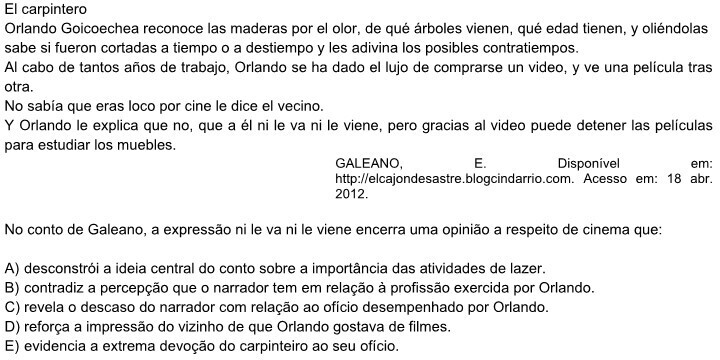 El carpintero
Orlando Goicoechea reconoce las maderas por el olor, de qué árboles vienen, qué edad tienen, y oliéndolas
sabe si fueron cortadas a tiempo o a destiempo y les adivina los posibles contratiempos.
Al cabo de tantos años de trabajo, Orlando se ha dado el lujo de comprarse un video, y ve una película tras
otra.
No sabía que eras loco por cine le dice el vecino.
Y Orlando le explica que no, que a él ni le va ni le viene, pero gracias al video puede detener las películas
para estudiar los muebles.
GALEANO, E. Disponível em:
http://elcajondesastre.blogcindarrio.com. Acesso em: 18 abr.
2012.
No conto de Galeano, a expressão ni le va ni le viene encerra uma opinião a respeito de cinema que:
A) desconstrói a ideia central do conto sobre a importância das atividades de lazer.
B) contradiz a percepção que o narrador tem em relação à profissão exercida por Orlando.
C) revela o descaso do narrador com relação ao ofício desempenhado por Orlando.
D) reforça a impressão do vizinho de que Orlando gostava de filmes.
E) evidencia a extrema devoção do carpinteiro ao seu ofício.